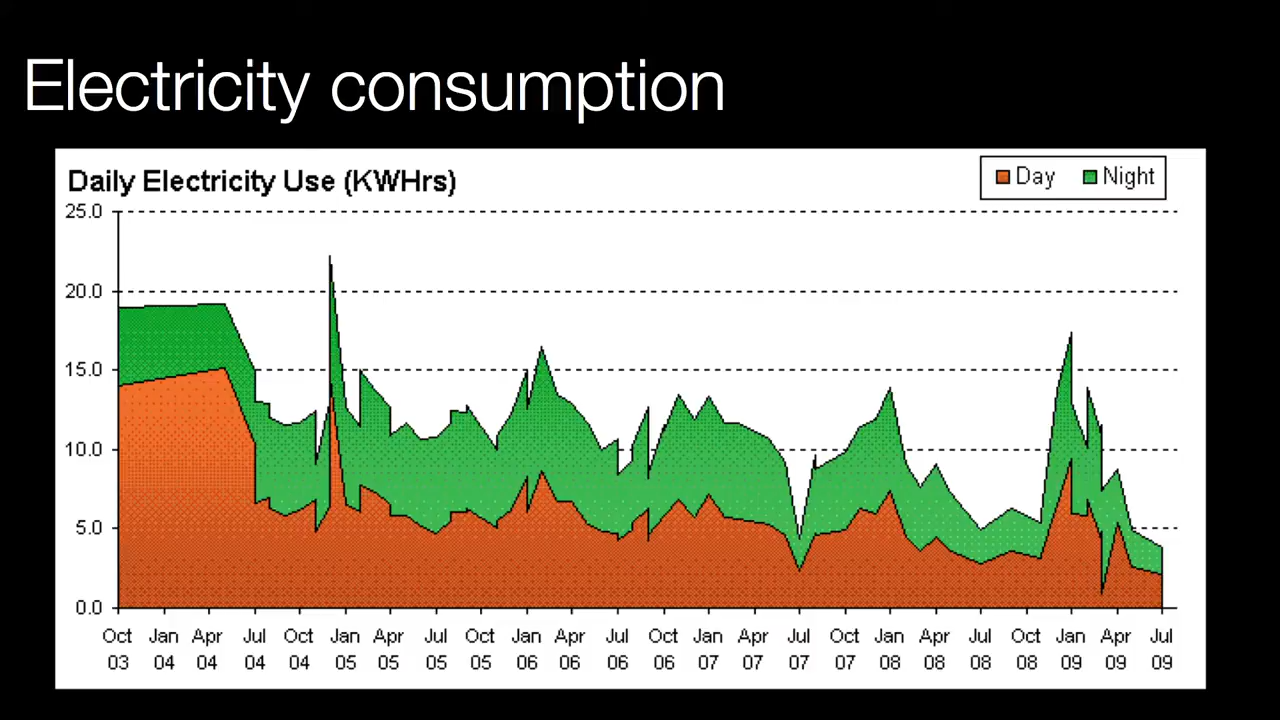 Electricity consumption
Daily Electricity Use (KWHrs)
Day Night
25.0
20.0
15.0
10.0
5.0
0.0
Oct Jan Apr Jul Oct Jan Apr Jul Oct Jan Apr Jul Oct Jan Apr Jul Oct Jan Apr Jul Oct Jan Apr Jul
03 04 04 04 04 05 05 05 05 06 06 06 06 07 07 07 07 08 08 08 08 09 09 09